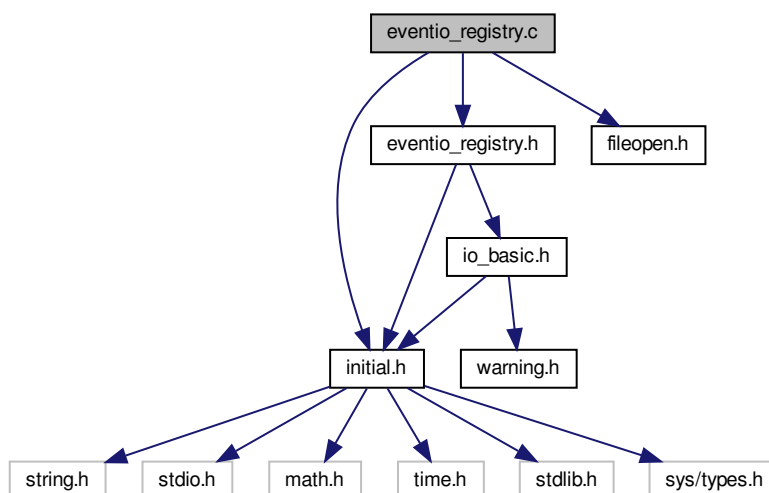 eventio_registry.c
eventio_registry.h
fileopen.h
io_basic.h
initial.h
warning.h
string.h
stdio.h
math.h
time.h
stdlib.h
sys/types.h